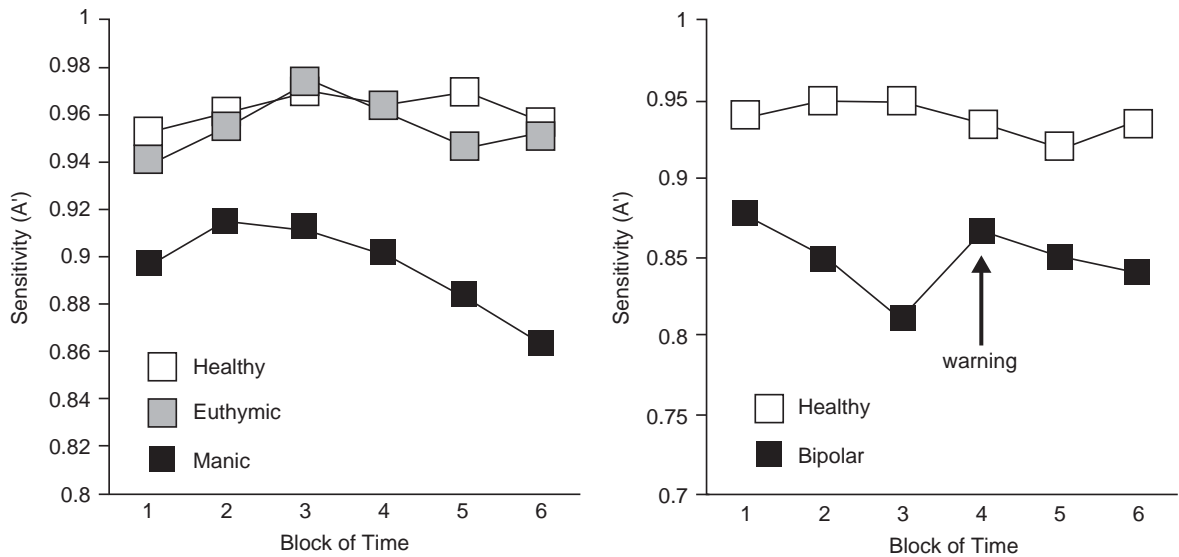 1
0.98
0.96
0.94
0.92
0.9
0.88
0.86
0.84
0.82
0.8
Sensitivity (A')
Healthy
Euthymic
Manic
1 2 3 4 5 6
Block of Time
1
0.95
0.9
0.85
0.8
0.75
0.7
Sensitivity (A')
warning
Healthy
Bipolar
1 2 3 4 5 6
Block of Time